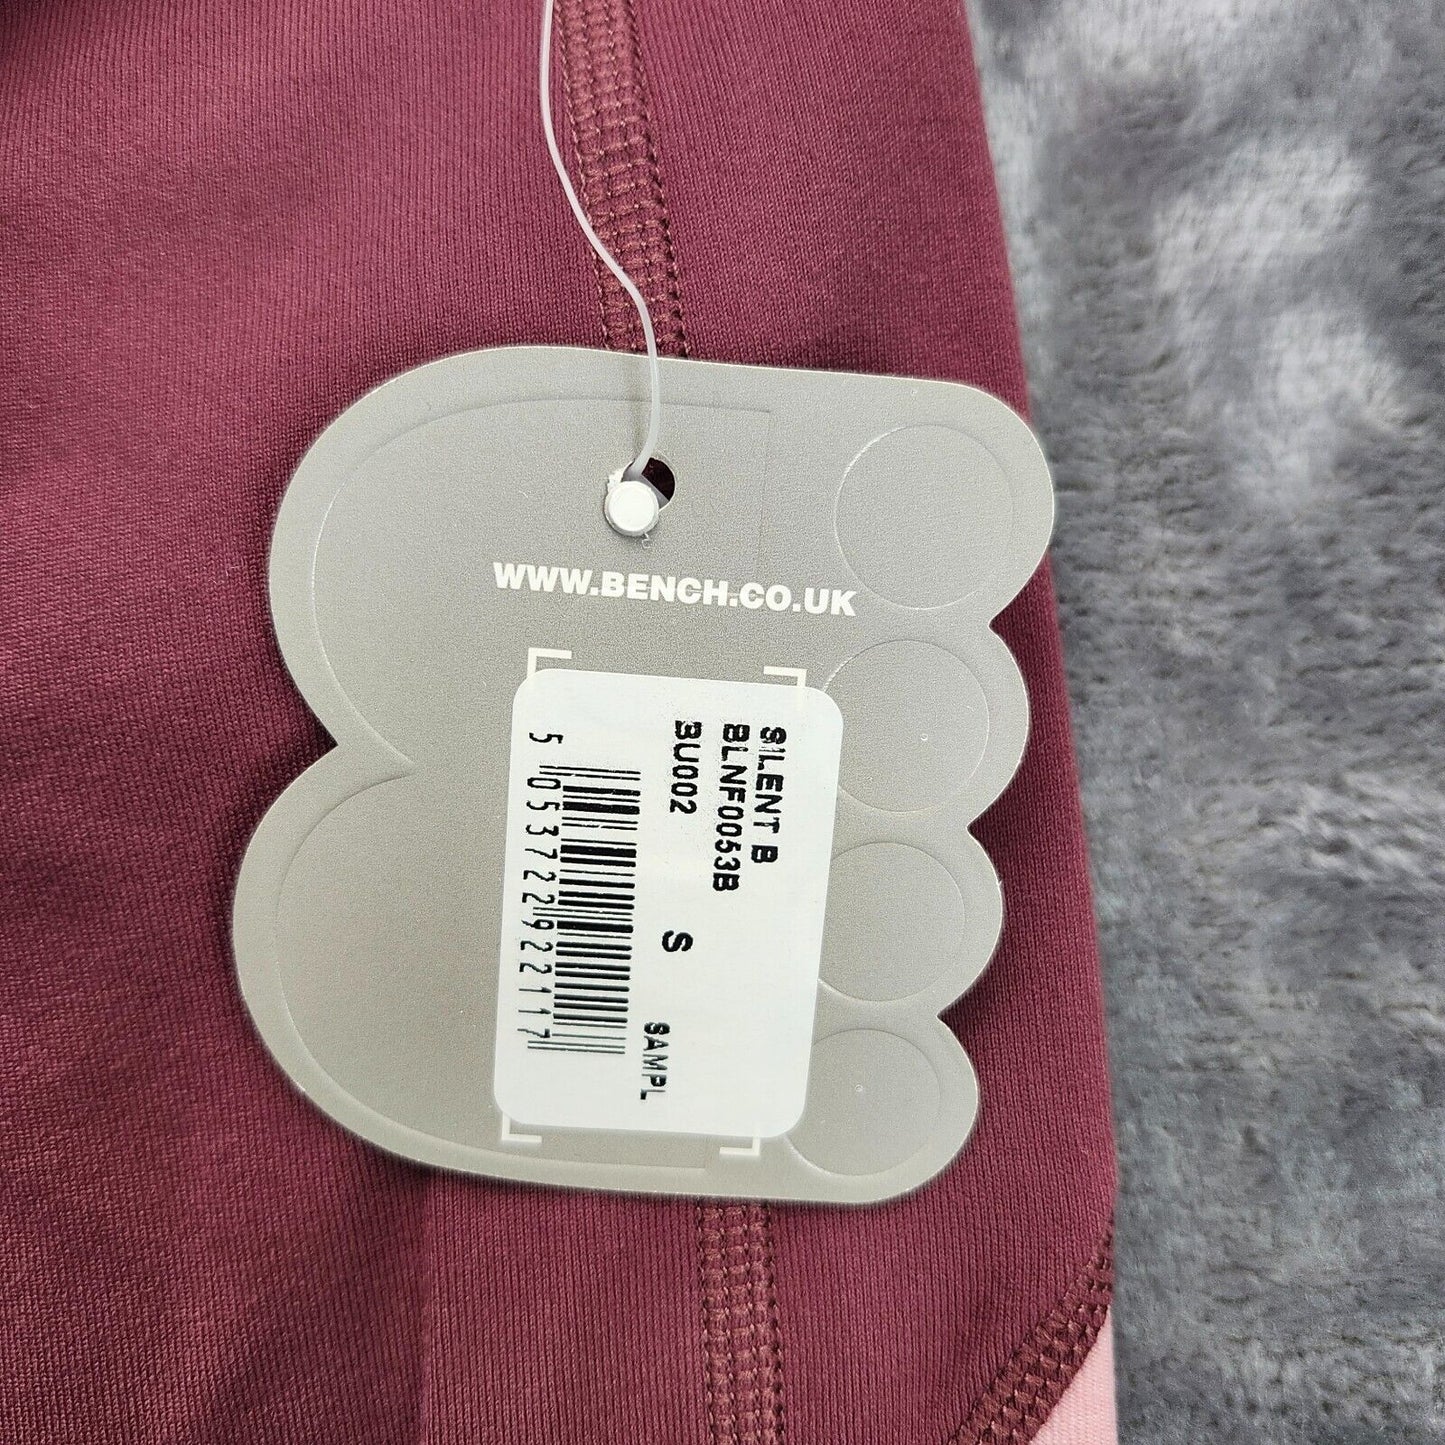 WWW.BENCH.CO.UK
SILENT B
BLNF0053B
BU002
S
SAMPL
5 053722 922117